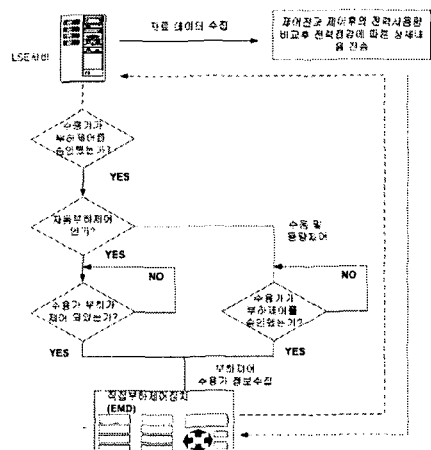 자료 데이터 수집
제어전과 제어후의 전력사용량
비교후 전력절감에 따른 상세내
용 전송
LSE서버
수용가가
부하제어를
승인했는가?
YES
자동부하제어
인가?
수동 및
용량제어
YES
NO
NO
수용가 부하가
제어 되었는가?
수용가가
부하제어를
승인했는가?
YES
YES
부하제어
수용가 정보수집
직접부하제어장치
(EMD)